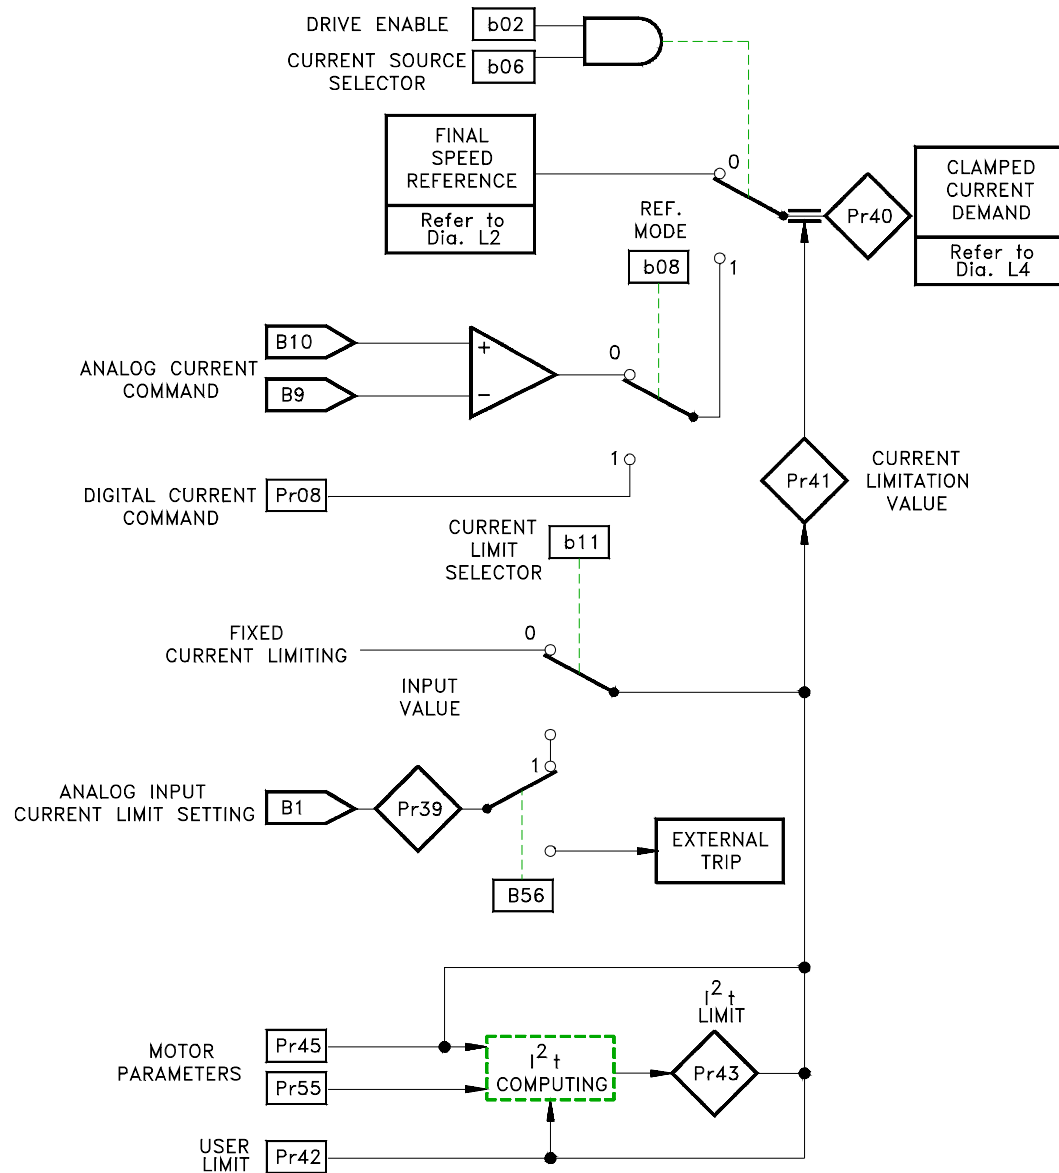 DRIVE ENABLE
b02
CURRENT SOURCE
SELECTOR
b06
FINAL
SPEED
REFERENCE
Refer to
Dia. L2
0
CLAMPED
CURRENT
DEMAND
Refer to
Dia. L4
Pr40
REF.
MODE
b08
1
B10
ANALOG CURRENT
COMMAND
B9
+
−
0
1
DIGITAL CURRENT
COMMAND
Pr08
Pr41
CURRENT
LIMITATION
VALUE
CURRENT
LIMIT
SELECTOR
b11
FIXED
CURRENT LIMITING
0
INPUT
VALUE
1
ANALOG INPUT
CURRENT LIMIT SETTING
B1
Pr39
EXTERNAL
TRIP
B56
I²t
LIMIT
MOTOR
PARAMETERS
Pr45
Pr55
I²t
COMPUTING
Pr43
USER
LIMIT
Pr42